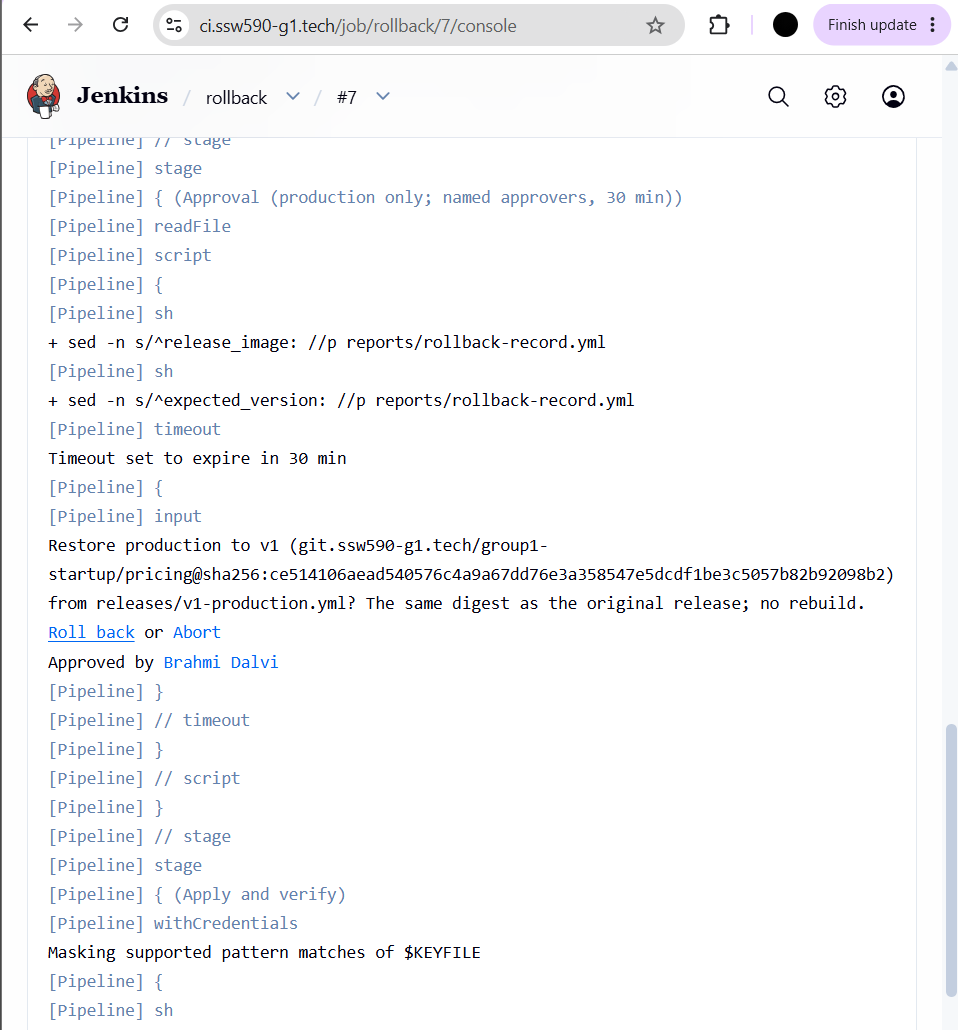 ci.ssw590-g1.tech/job/rollback/7/console
Finish update
Jenkins / rollback / #7
[Pipeline] // stage
[Pipeline] stage
[Pipeline] { (Approval (production only; named approvers, 30 min))
[Pipeline] readFile
[Pipeline] script
[Pipeline] {
[Pipeline] sh
+ sed -n s/^release_image: //p reports/rollback-record.yml
[Pipeline] sh
+ sed -n s/^expected_version: //p reports/rollback-record.yml
[Pipeline] timeout
Timeout set to expire in 30 min
[Pipeline] {
[Pipeline] input
Restore production to v1 (git.ssw590-g1.tech/group1-
startup/pricing@sha256:ce514106aead540576c4a9a67dd76e3a358547e5dcdf1be3c5057b82b92098b2)
from releases/v1-production.yml? The same digest as the original release; no rebuild.
Roll back or Abort
Approved by Brahmi Dalvi
[Pipeline] }
[Pipeline] // timeout
[Pipeline] }
[Pipeline] // script
[Pipeline] }
[Pipeline] // stage
[Pipeline] stage
[Pipeline] { (Apply and verify)
[Pipeline] withCredentials
Masking supported pattern matches of $KEYFILE
[Pipeline] {
[Pipeline] sh